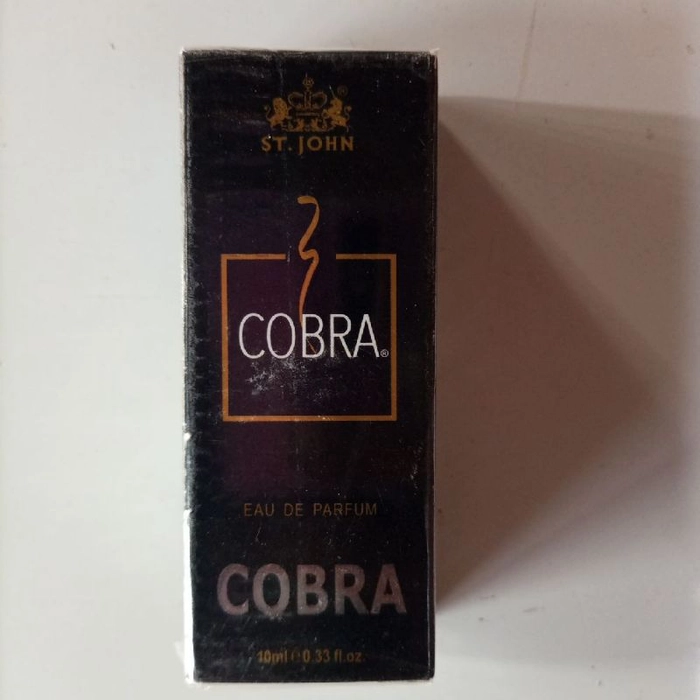 ®
ST. JOHN
COBRA®
EAU DE PARFUM
COBRA
10ml e 0.33 fl.oz.